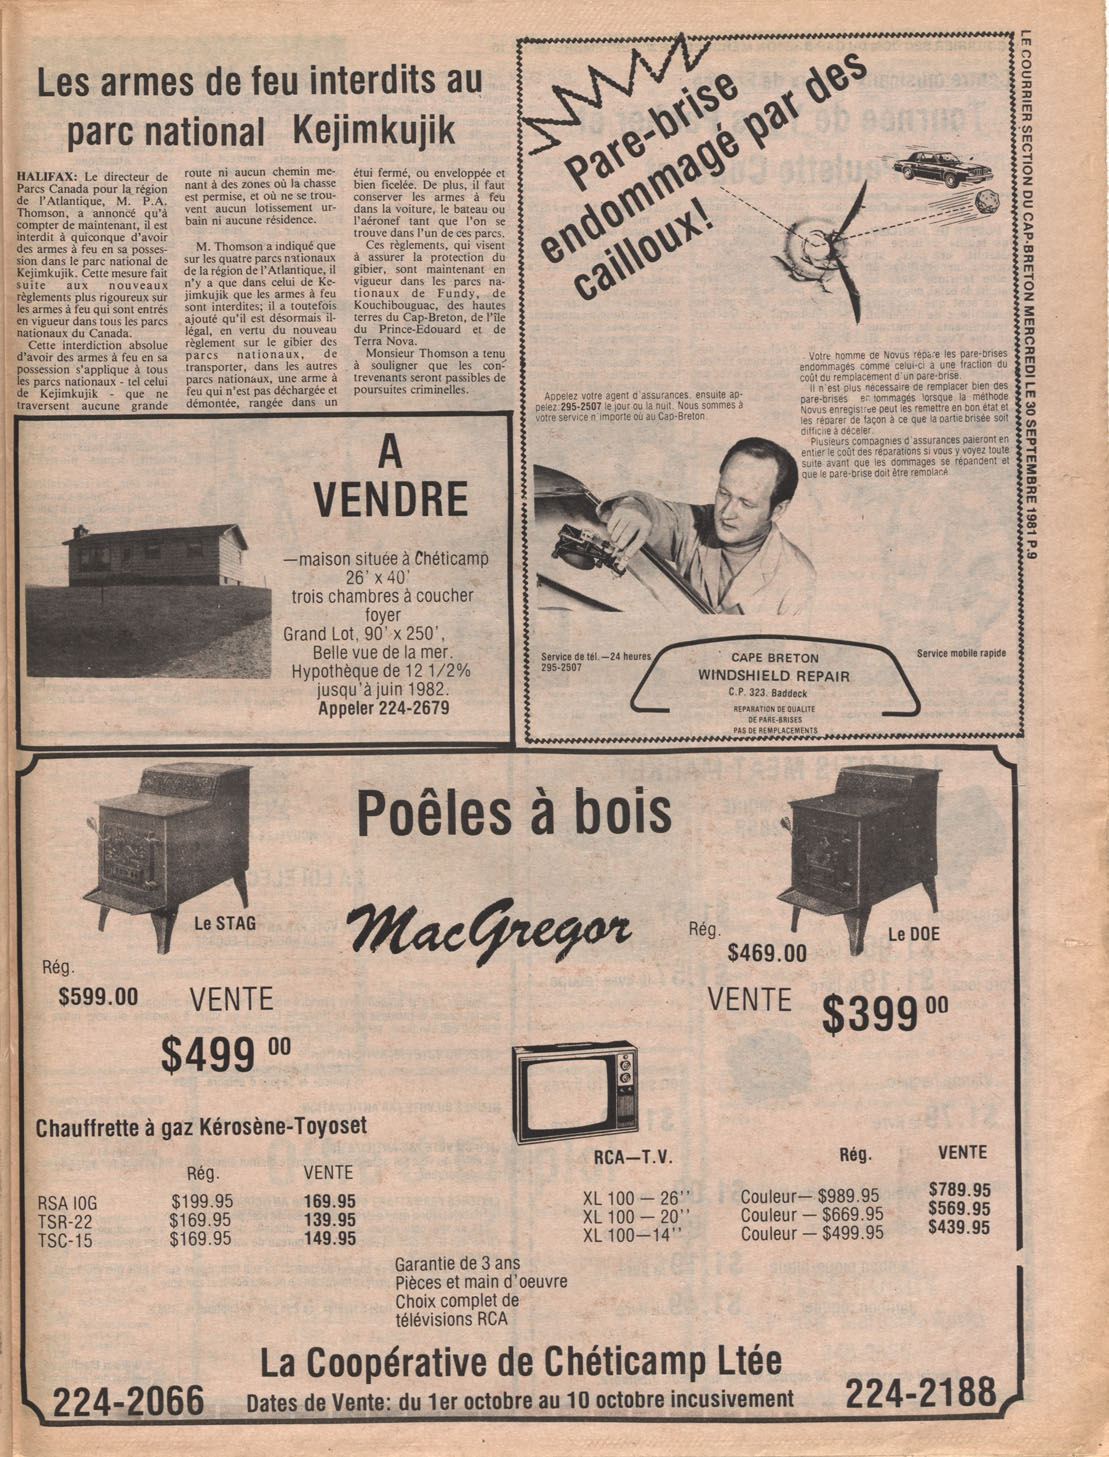 Les armes de feu interdits au
parc national Kejimkujik
HALIFAX: Le directeur de
Parcs Canada pour la région
de l'Atlantique, M. P.A.
Thomson, a annoncé qu'à
compter de maintenant, il est
interdit à quiconque d'avoir
des armes à feu en sa posses-
sion dans le parc national de
Kejimkujik. Cette mesure fait
suite aux nouveaux
règlements plus rigoureux sur
les armes à feu qui sont entrés
en vigueur dans tous les parcs
nationaux du Canada.
Cette interdiction absolue
d'avoir des armes à feu en sa
possession s'applique à tous
les parcs nationaux - tel celui
de Kejimkujik - que ne
traversent aucune grande
route ni aucun chemin me-
nant à des zones où la chasse
est permise, et où ne se trou-
vent aucun lotissement ur-
bain ni aucune résidence.
M. Thomson a indiqué que
sur les quatre parcs nationaux
de la région de l'Atlantique, il
n'y a que dans celui de Ke-
jimkujik que les armes à feu
sont interdites; il a toutefois
ajouté qu'il est désormais il-
légal, en vertu du nouveau
règlement sur le gibier des
parcs nationaux, de
transporter, dans les autres
parcs nationaux, une arme à
feu qui n'est pas déchargée et
démontée, rangée dans un
étui fermé, ou enveloppée et
bien ficelée. De plus, il faut
conserver les armes à feu
dans la voiture, le bateau ou
l'aéronef tant que l'on se
trouve dans l'un de ces parcs.
Ces règlements, qui visent
à assurer la protection du
gibier, sont maintenant en
vigueur dans les parcs na-
tionaux de Fundy, de
Kouchibouguac, des hautes
terres du Cap-Breton, de l'île
du Prince-Edouard et de
Terra Nova.
Monsieur Thomson a tenu
à souligner que les con-
trevenants seront passibles de
poursuites criminelles.
Pare-brise
endommagé par des
cailloux!
Appelez votre agent d'assurances, ensuite ap-
pelez 295-2507 le jour ou la nuit. Nous sommes à
votre service n'importe où au Cap-Breton.
Votre homme de Novus répare les pare-brises
endommagés comme celui-ci a une fraction du
coût du remplacement d'un pare-brise.
Il n'est plus nécessaire de remplacer bien des
pare-brises endommagés lorsque la méthode
Novus enregistrée peut les remettre en bon état et
les réparer de façon à ce que la partie brisée soit
difficile à déceler.
Plusieurs compagnies d'assurances paieront en
entier le coût des réparations si vous y voyez toute
suite avant que les dommages se répandent et
que le pare-brise doit être remplacé
Service de tél.—24 heures
295-2507
CAPE BRETON
WINDSHIELD REPAIR
C.P. 323, Baddeck
REPARATION DE QUALITE
DE PARE-BRISES
PAS DE REMPLACEMENTS
Service mobile rapide
LE COURRIER SECTION DU CAP-BRETON MERCREDI LE 30 SEPTEMBRE 1981 P.9
A
VENDRE
—maison située à Chéticamp
26' x 40'
trois chambres à coucher
foyer
Grand Lot, 90' x 250',
Belle vue de la mer.
Hypothèque de 12 1/2%
jusqu'à juin 1982.
Appeler 224-2679
Poêles à bois
MacGregor
Le STAG
Rég.
$599.00
VENTE
$499 00
Rég.
$469.00
Le DOE
VENTE
$399 00
Chauffrette à gaz Kérosène-Toyoset
Rég. VENTE
RSA 10G $199.95 169.95
TSR-22 $169.95 139.95
TSC-15 $169.95 149.95
RCA—T.V. Rég. VENTE
XL 100 — 26'' Couleur— $989.95 $789.95
XL 100 — 20'' Couleur — $669.95 $569.95
XL 100—14'' Couleur — $499.95 $439.95
Garantie de 3 ans
Pièces et main d'oeuvre
Choix complet de
télévisions RCA
La Coopérative de Chéticamp Ltée
224-2066 Dates de Vente: du 1er octobre au 10 octobre incusivement 224-2188